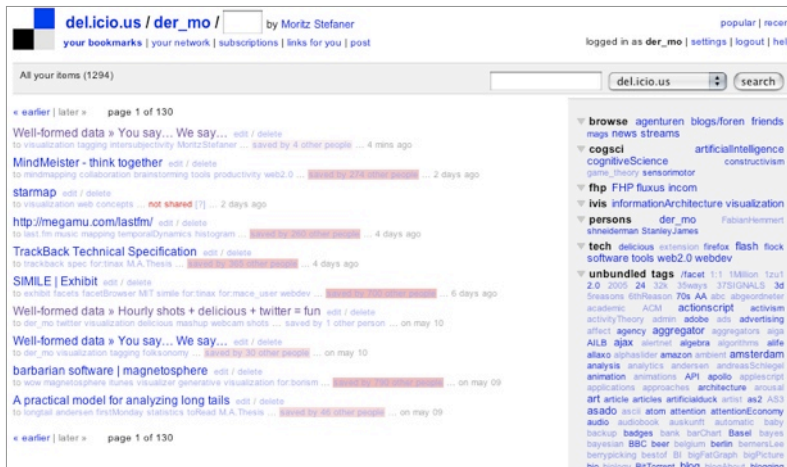 del.icio.us / der_mo / by Moritz Stefaner
your bookmarks | your network | subscriptions | links for you | post
popular | recen
logged in as der_mo | settings | logout | hel
All your items (1294)
del.icio.us search
« earlier | later » page 1 of 130
Well-formed data » You say… We say… edit / delete
to visualization tagging intersubjectivity MoritzStefaner ... saved by 4 other people ... 4 mins ago
MindMeister - think together edit / delete
to mindmapping collaboration brainstorming tools productivity web2.0 ... saved by 274 other people ... 2 days ago
starmap edit / delete
to visualization web concepts ... not shared [?] ... 2 days ago
http://megamu.com/lastfm/ edit / delete
to last.fm music mapping temporalDynamics histogram ... saved by 260 other people ... 4 days ago
TrackBack Technical Specification edit / delete
to trackback spec for:tinax M.A.Thesis ... saved by 365 other people ... 4 days ago
SIMILE | Exhibit edit / delete
to exhibit facets facetBrowser MIT simile for:tinax for:mace_user webdev ... saved by 700 other people ... 6 days ago
Well-formed data » Hourly shots + delicious + twitter = fun edit / delete
to der_mo twitter visualization delicious mashup webcam shots ... saved by 1 other person ... on may 10
Well-formed data » You say… We say… edit / delete
to der_mo visualization tagging folksonomy ... saved by 30 other people ... on may 10
barbarian software | magnetosphere edit / delete
to wow magnetosphere itunes visualizer generative visualization for:borism ... saved by 790 other people ... on may 09
A practical model for analyzing long tails edit / delete
to longtail andersen firstMonday statistics toRead M.A.Thesis ... saved by 46 other people ... on may 09
« earlier | later » page 1 of 130
browse agenturen blogs/foren friends
mags news streams
cogsci artificialIntelligence
cognitiveScience constructivism
game_theory sensorimotor
fhp FHP fluxus incom
ivis informationArchitecture visualization
persons der_mo FabianHemmert
shneiderman StanleyJames
tech delicious extension firefox flash flock
software tools web2.0 webdev
unbundled tags /facet 1:1 1Million 1zu1
2.0 2005 24 32k 35ways 37SIGNALS 3d
5reasons 6thReason 70s AA abc abgeordneter
academic ACM actionscript activism
activityTheory admin adobe ads advertising
affect agency aggregator aggregators aiga
AILB ajax alertnet algebra algorithms alife
allaxo alphaslider amazon ambient amsterdam
analysis analytics andersen andreasSchlegel
animation animations API apollo applescript
applications approaches architecture arousal
art article articles artificialduck artist as2 AS3
asado ascii atom attention attentionEconomy
audio audiobook auskunft automatic baby
backup badges bank barChart Basel bayes
bayesian BBC beer belgium berlin bernersLee
berrypicking bestof BI bigFatGraph bigPicture
bio biology BitTorrent blog blogAbout blogging